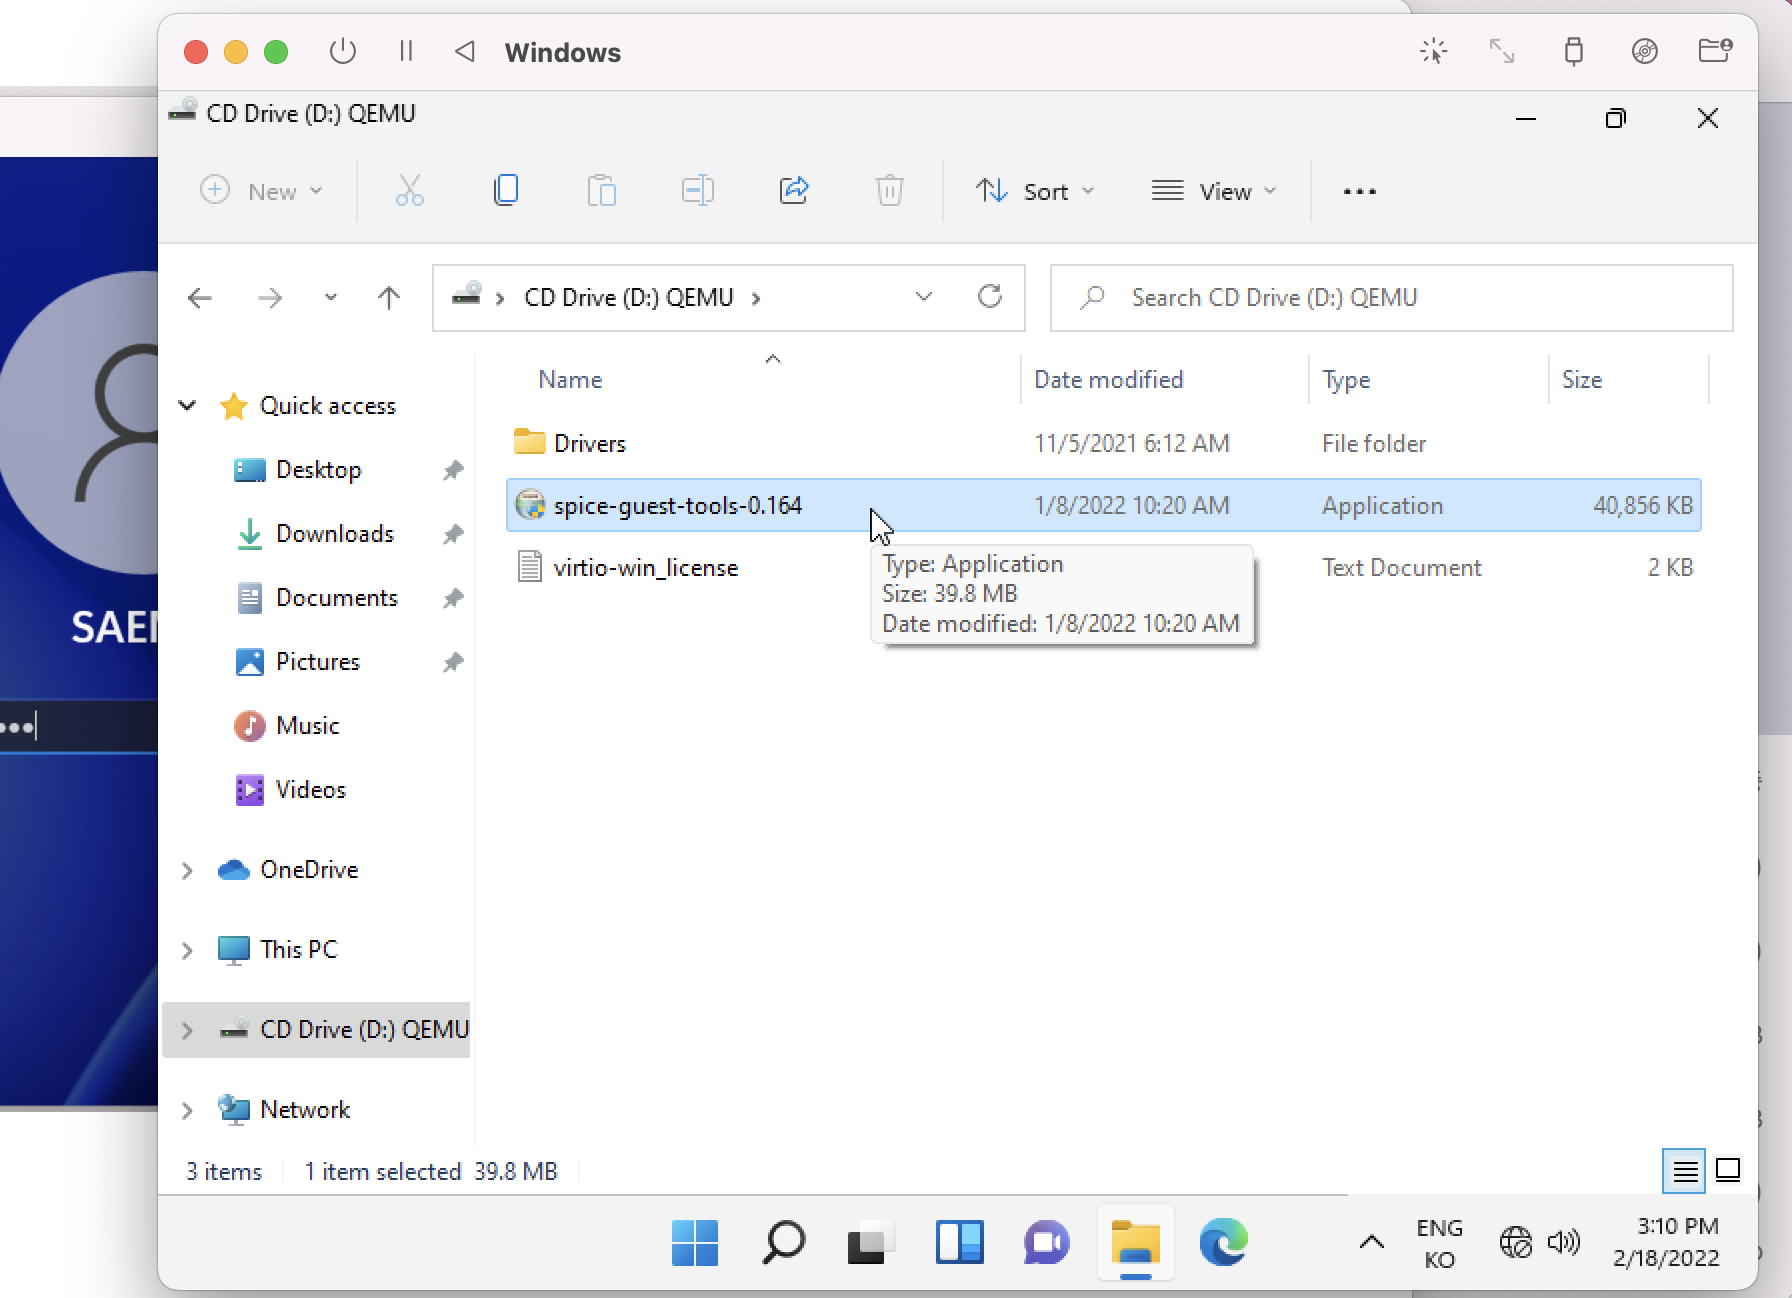 Windows
CD Drive (D:) QEMU
New
Sort
View
CD Drive (D:) QEMU
Search CD Drive (D:) QEMU
Name Date modified Type Size
Quick access
Desktop
Downloads
Documents
Pictures
Music
Videos
OneDrive
This PC
CD Drive (D:) QEMU
Network
Drivers 11/5/2021 6:12 AM File folder
spice-guest-tools-0.164 1/8/2022 10:20 AM Application 40,856 KB
virtio-win_license Text Document 2 KB
Type: Application
Size: 39.8 MB
Date modified: 1/8/2022 10:20 AM
3 items 1 item selected 39.8 MB
ENG
KO
3:10 PM
2/18/2022